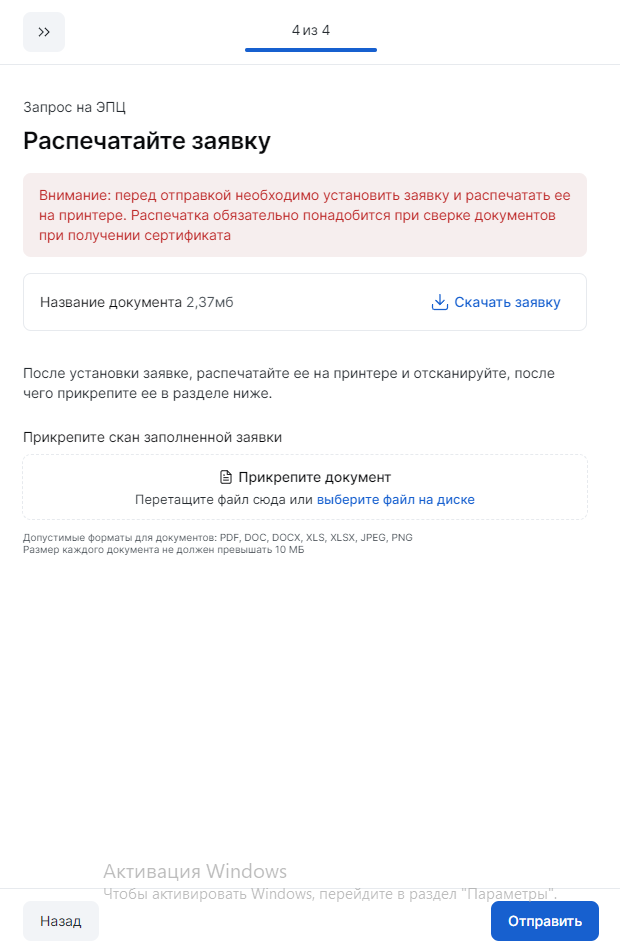 4 из 4
Запрос на ЭПЦ
Распечатайте заявку
Внимание: перед отправкой необходимо установить заявку и распечатать ее
на принтере. Распечатка обязательно понадобится при сверке документов
при получении сертификата
Название документа 2,37мб
Скачать заявку
После установки заявке, распечатайте ее на принтере и отсканируйте, после
чего прикрепите ее в разделе ниже.
Прикрепите скан заполненной заявки
Прикрепите документ
Перетащите файл сюда или выберите файл на диске
Допустимые форматы для документов: PDF, DOC, DOCX, XLS, XLSX, JPEG, PNG
Размер каждого документа не должен превышать 10 МБ
Активация Windows
Чтобы активировать Windows, перейдите в раздел "Параметры".
Назад
Отправить